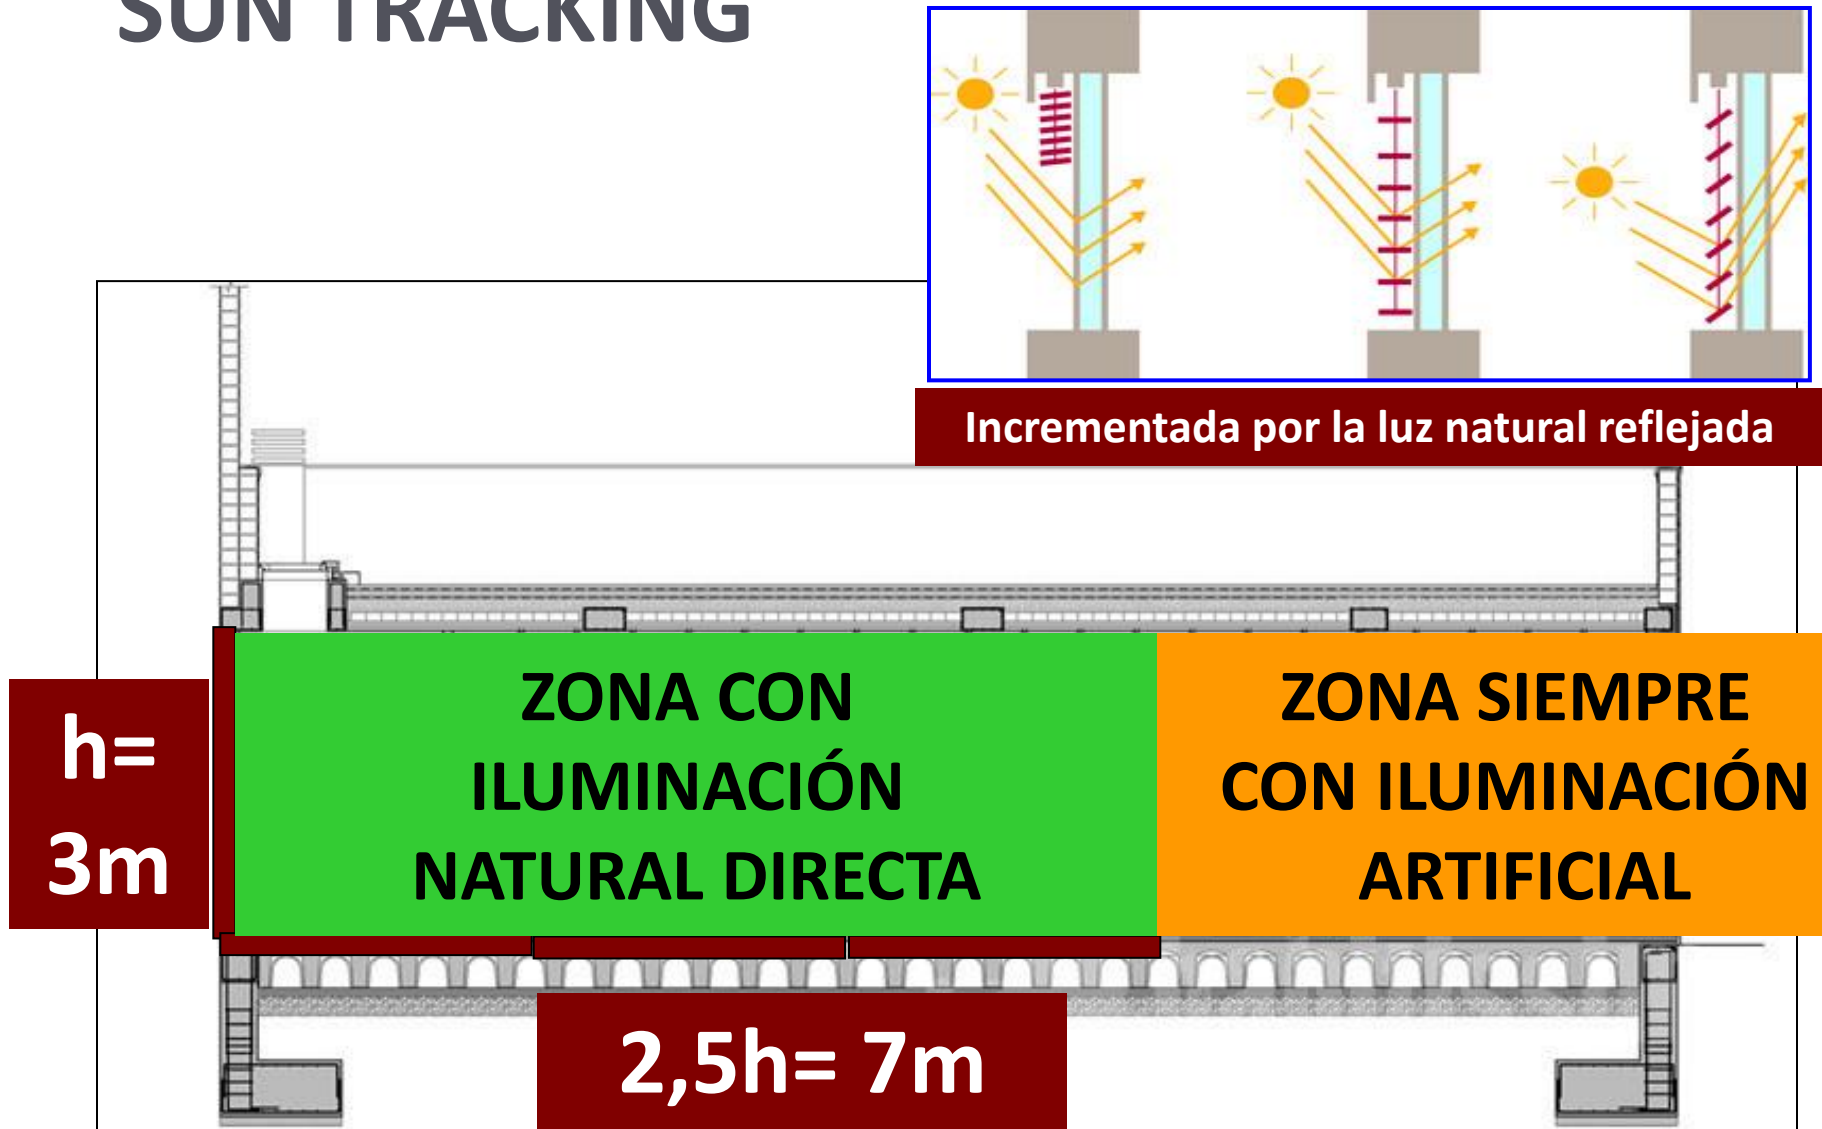 SUN TRACKING
Incrementada por la luz natural reflejada
h=
3m
ZONA CON
ILUMINACIÓN
NATURAL DIRECTA
ZONA SIEMPRE
CON ILUMINACIÓN
ARTIFICIAL
2,5h= 7m